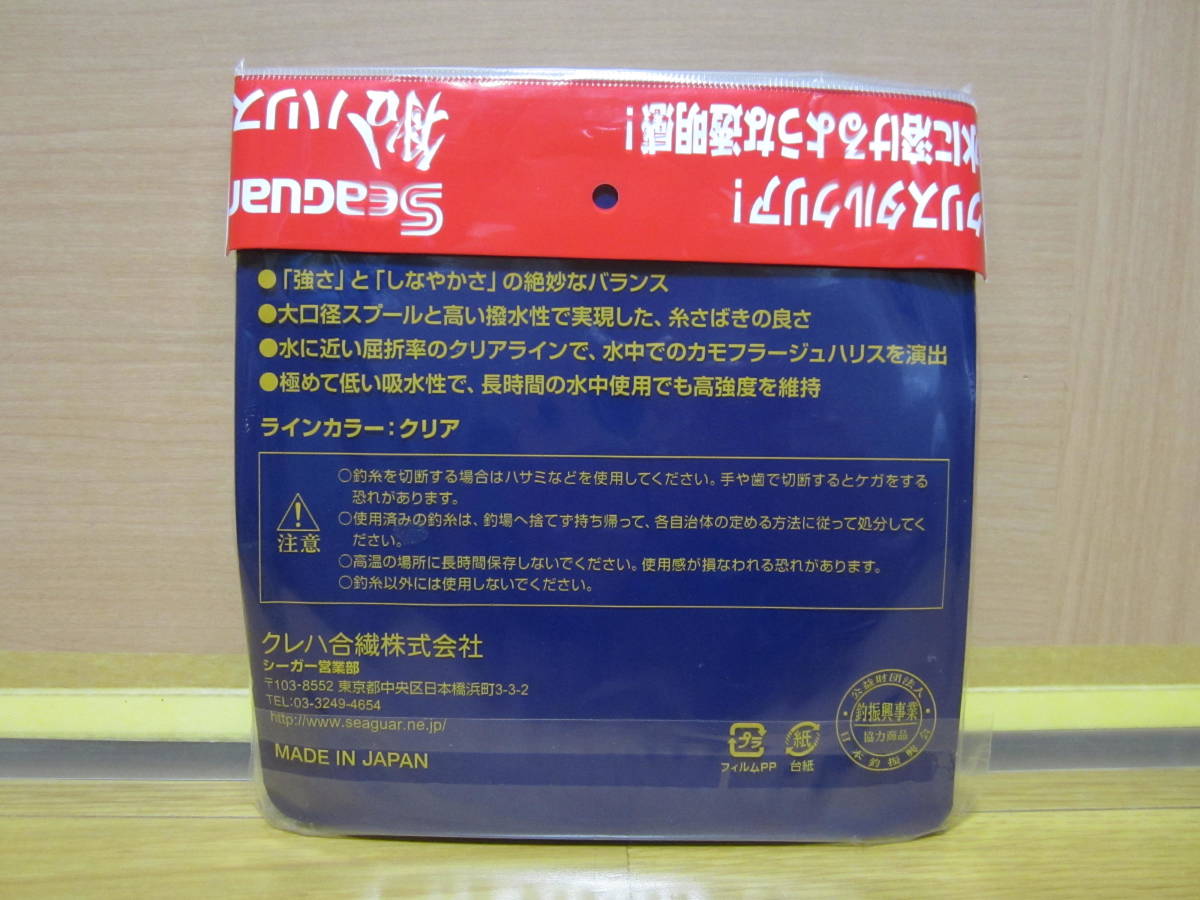 水に溶けるような透明感!
クリスタルクリア!
ハリス
Seaguar
●「強さ」と「しなやかさ」の絶妙なバランス
●大口径スプールと高い撥水性で実現した、糸さばきの良さ
●水に近い屈折率のクリアラインで、水中でのカモフラージュハリスを演出
●極めて低い吸水性で、長時間の水中使用でも高強度を維持
ラインカラー:クリア
注意
○釣糸を切断する場合はハサミなどを使用してください。手や歯で切断するとケガをする
恐れがあります。
○使用済みの釣糸は、釣場へ捨てず持ち帰って、各自治体の定める方法に従って処分してく
ださい。
○高温の場所に長時間保存しないでください。使用感が損なわれる恐れがあります。
○釣糸以外には使用しないでください。
クレハ合繊株式会社
シーガー営業部
〒103-8552 東京都中央区日本橋浜町3-3-2
TEL:03-3249-4654
http://www.seaguar.ne.jp/
MADE IN JAPAN
プラ
フィルムPP
紙
台紙
公益財団法人
釣振興事業
協力商品
日本釣振興会